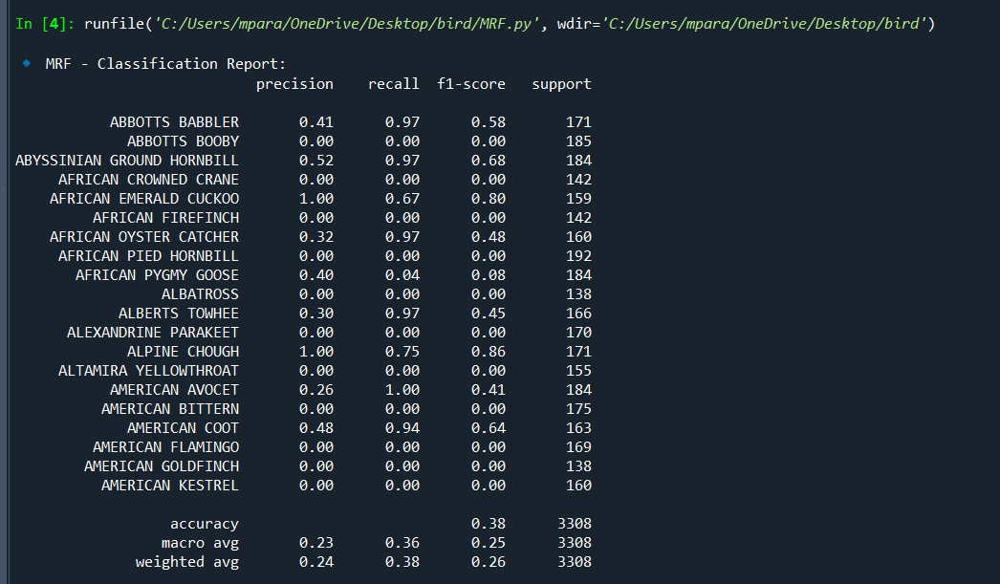 In [4]: runfile('C:/Users/mpara/OneDrive/Desktop/bird/MRF.py', wdir='C:/Users/mpara/OneDrive/Desktop/bird')
MRF - Classification Report:
precision recall f1-score support
ABBOTTS BABBLER 0.41 0.97 0.58 171
ABBOTTS BOOBY 0.00 0.00 0.00 185
ABYSSINIAN GROUND HORNBILL 0.52 0.97 0.68 184
AFRICAN CROWNED CRANE 0.00 0.00 0.00 142
AFRICAN EMERALD CUCKOO 1.00 0.67 0.80 159
AFRICAN FIREFINCH 0.00 0.00 0.00 142
AFRICAN OYSTER CATCHER 0.32 0.97 0.48 160
AFRICAN PIED HORNBILL 0.00 0.00 0.00 192
AFRICAN PYGMY GOOSE 0.40 0.04 0.08 184
ALBATROSS 0.00 0.00 0.00 138
ALBERTS TOWHEE 0.30 0.97 0.45 166
ALEXANDRINE PARAKEET 0.00 0.00 0.00 170
ALPINE CHOUGH 1.00 0.75 0.86 171
ALTAMIRA YELLOWTHROAT 0.00 0.00 0.00 155
AMERICAN AVOCET 0.26 1.00 0.41 184
AMERICAN BITTERN 0.00 0.00 0.00 175
AMERICAN COOT 0.48 0.94 0.64 163
AMERICAN FLAMINGO 0.00 0.00 0.00 169
AMERICAN GOLDFINCH 0.00 0.00 0.00 138
AMERICAN KESTREL 0.00 0.00 0.00 160
accuracy 0.38 3308
macro avg 0.23 0.36 0.25 3308
weighted avg 0.24 0.38 0.26 3308